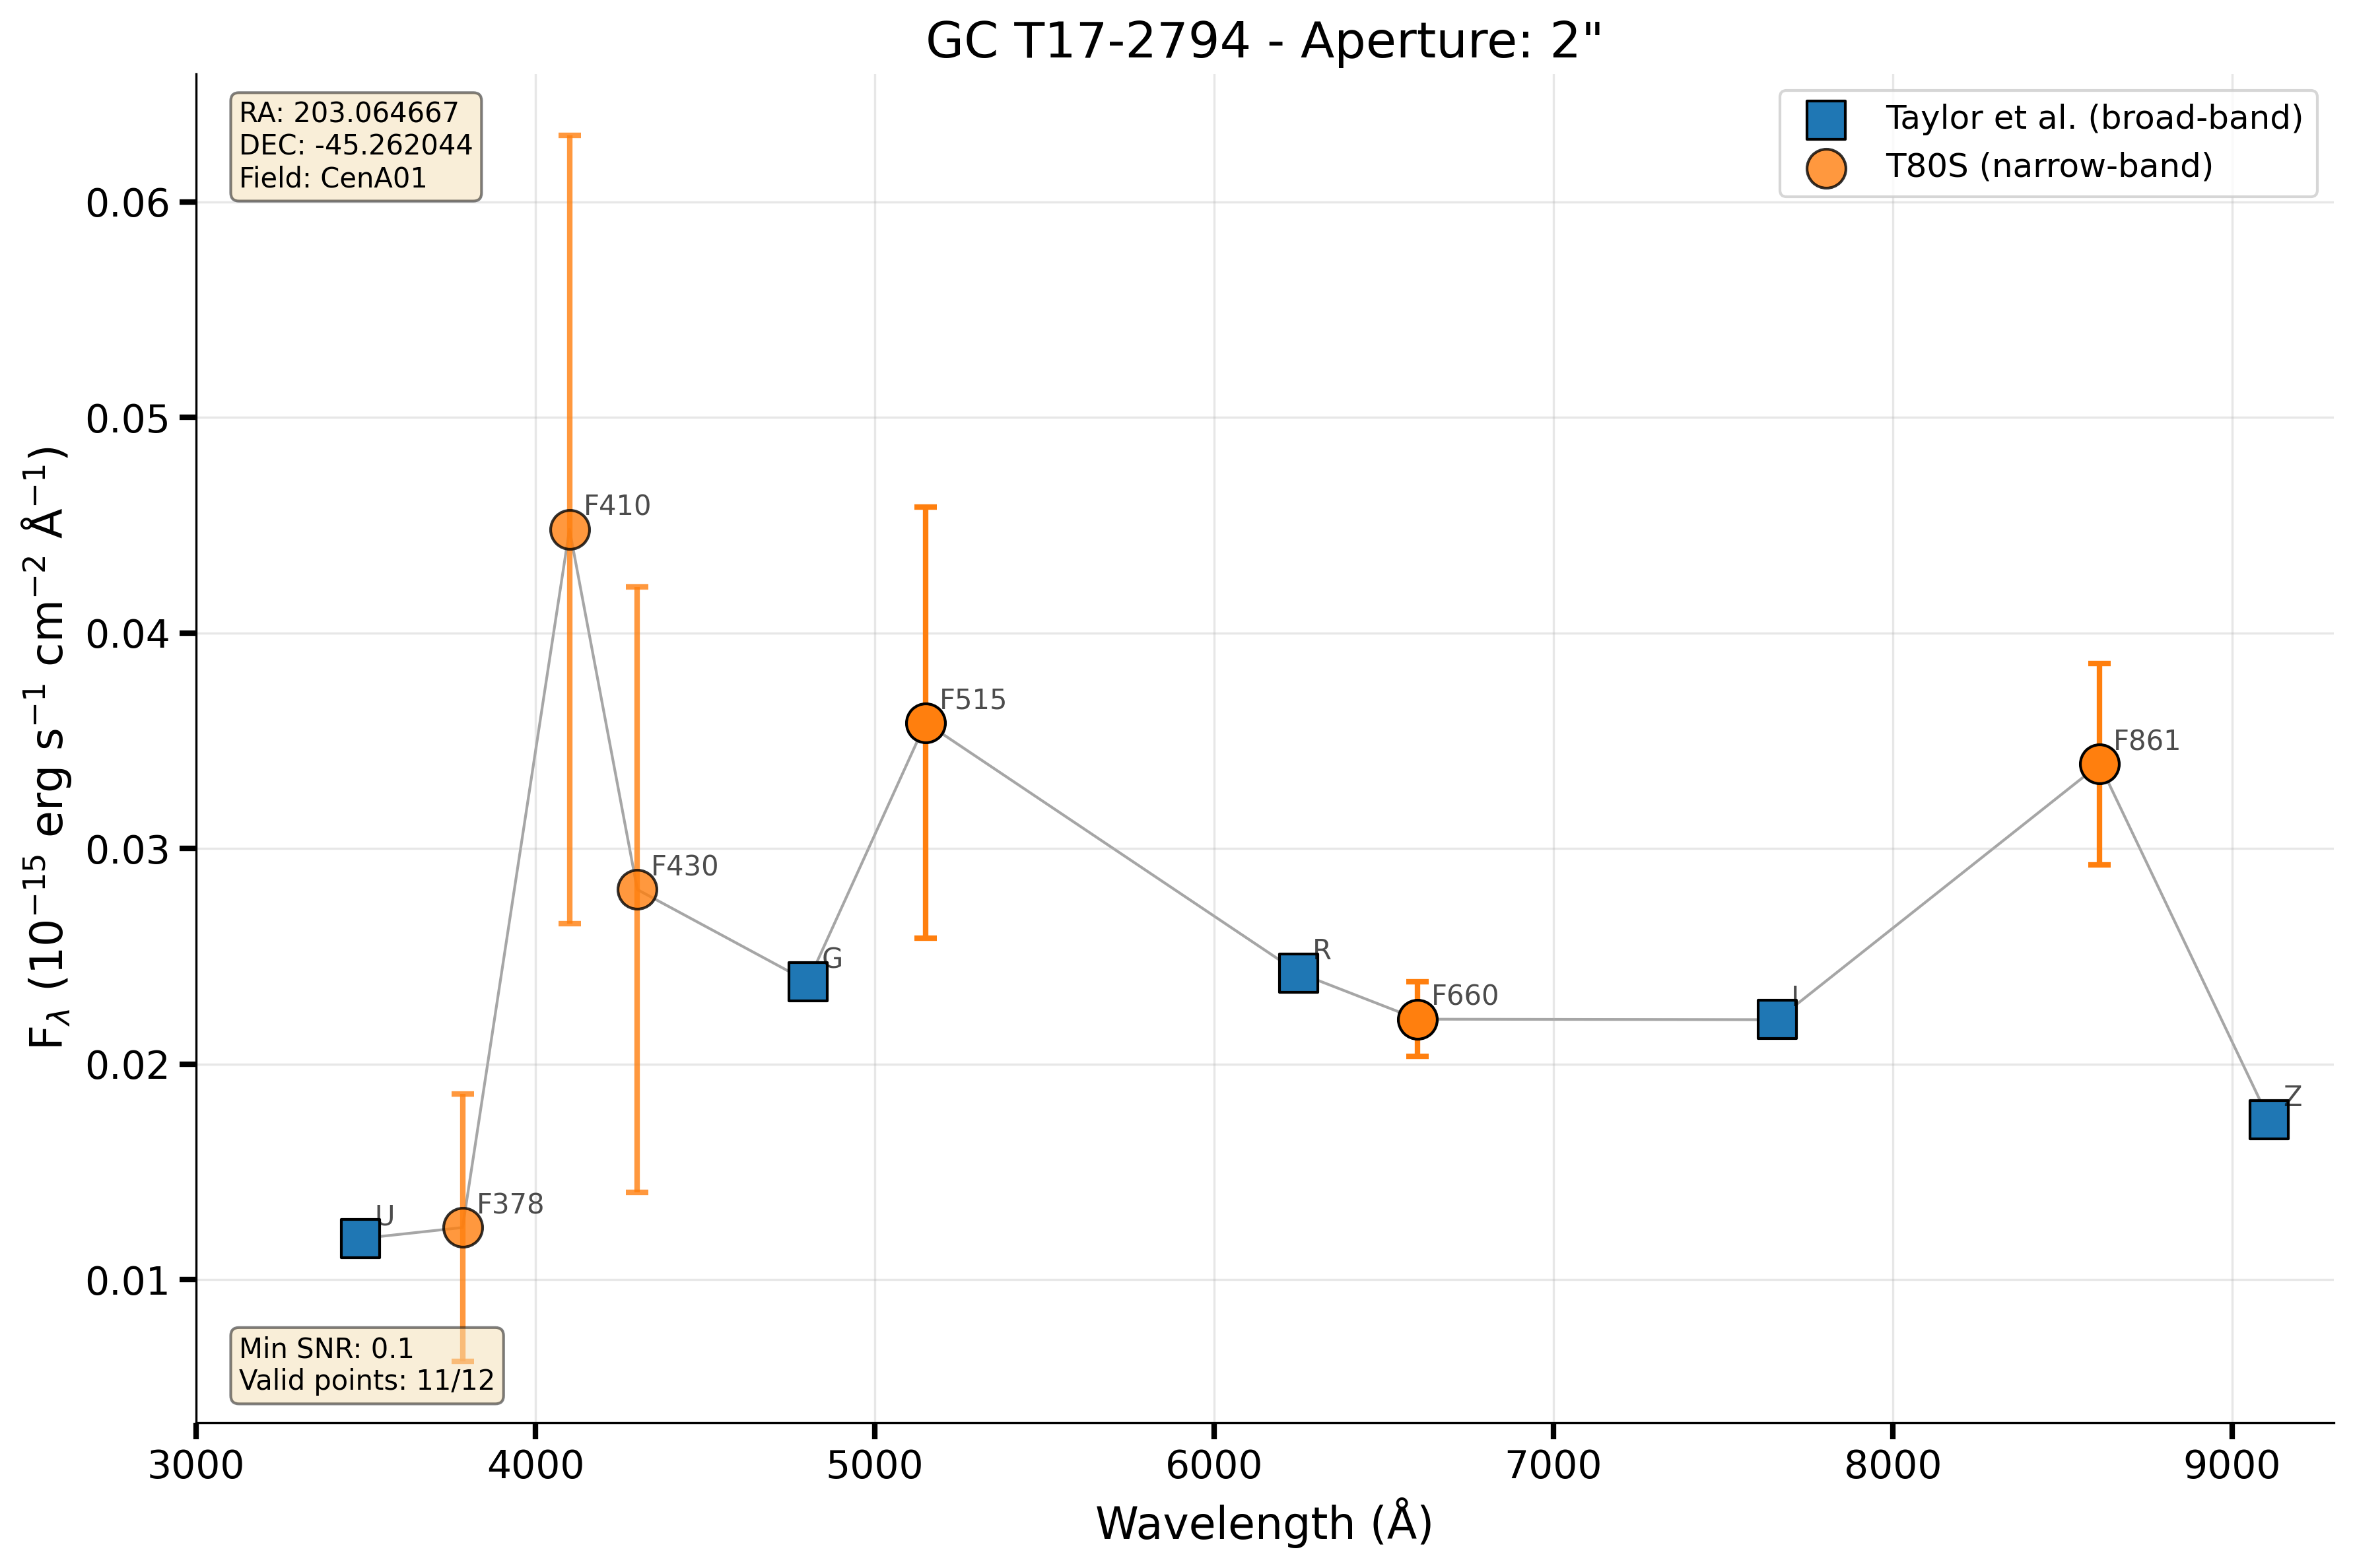 GC T17-2794 - Aperture: 2"
RA: 203.064667
DEC: -45.262044
Field: CenA01
Taylor et al. (broad-band)
T80S (narrow-band)
F410
F430
F515
F861
G
R
F660
I
Z
U
F378
Min SNR: 0.1
Valid points: 11/12
0.06
0.05
0.04
0.03
0.02
0.01
F_λ (10⁻¹⁵ erg s⁻¹ cm⁻² Å⁻¹)
3000 4000 5000 6000 7000 8000 9000
Wavelength (Å)